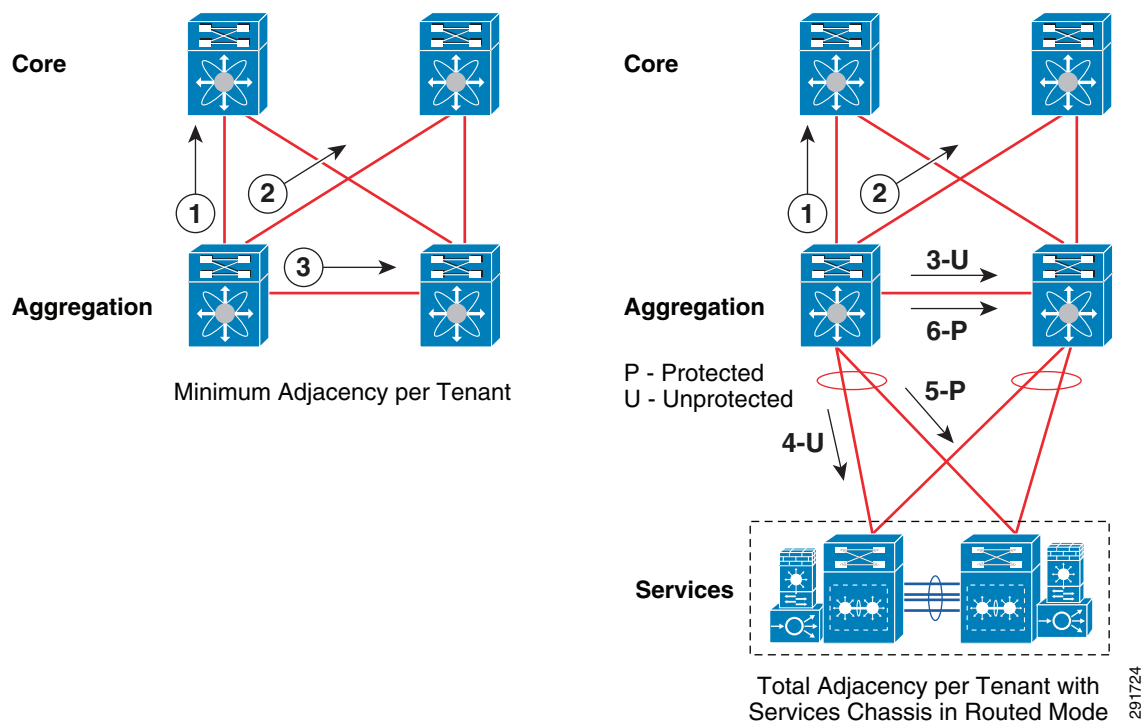 Core
1
2
3
Aggregation
Minimum Adjacency per Tenant
Core
1
2
3-U
6-P
Aggregation
P - Protected
U - Unprotected
5-P
4-U
Services
Total Adjacency per Tenant with
Services Chassis in Routed Mode
291724